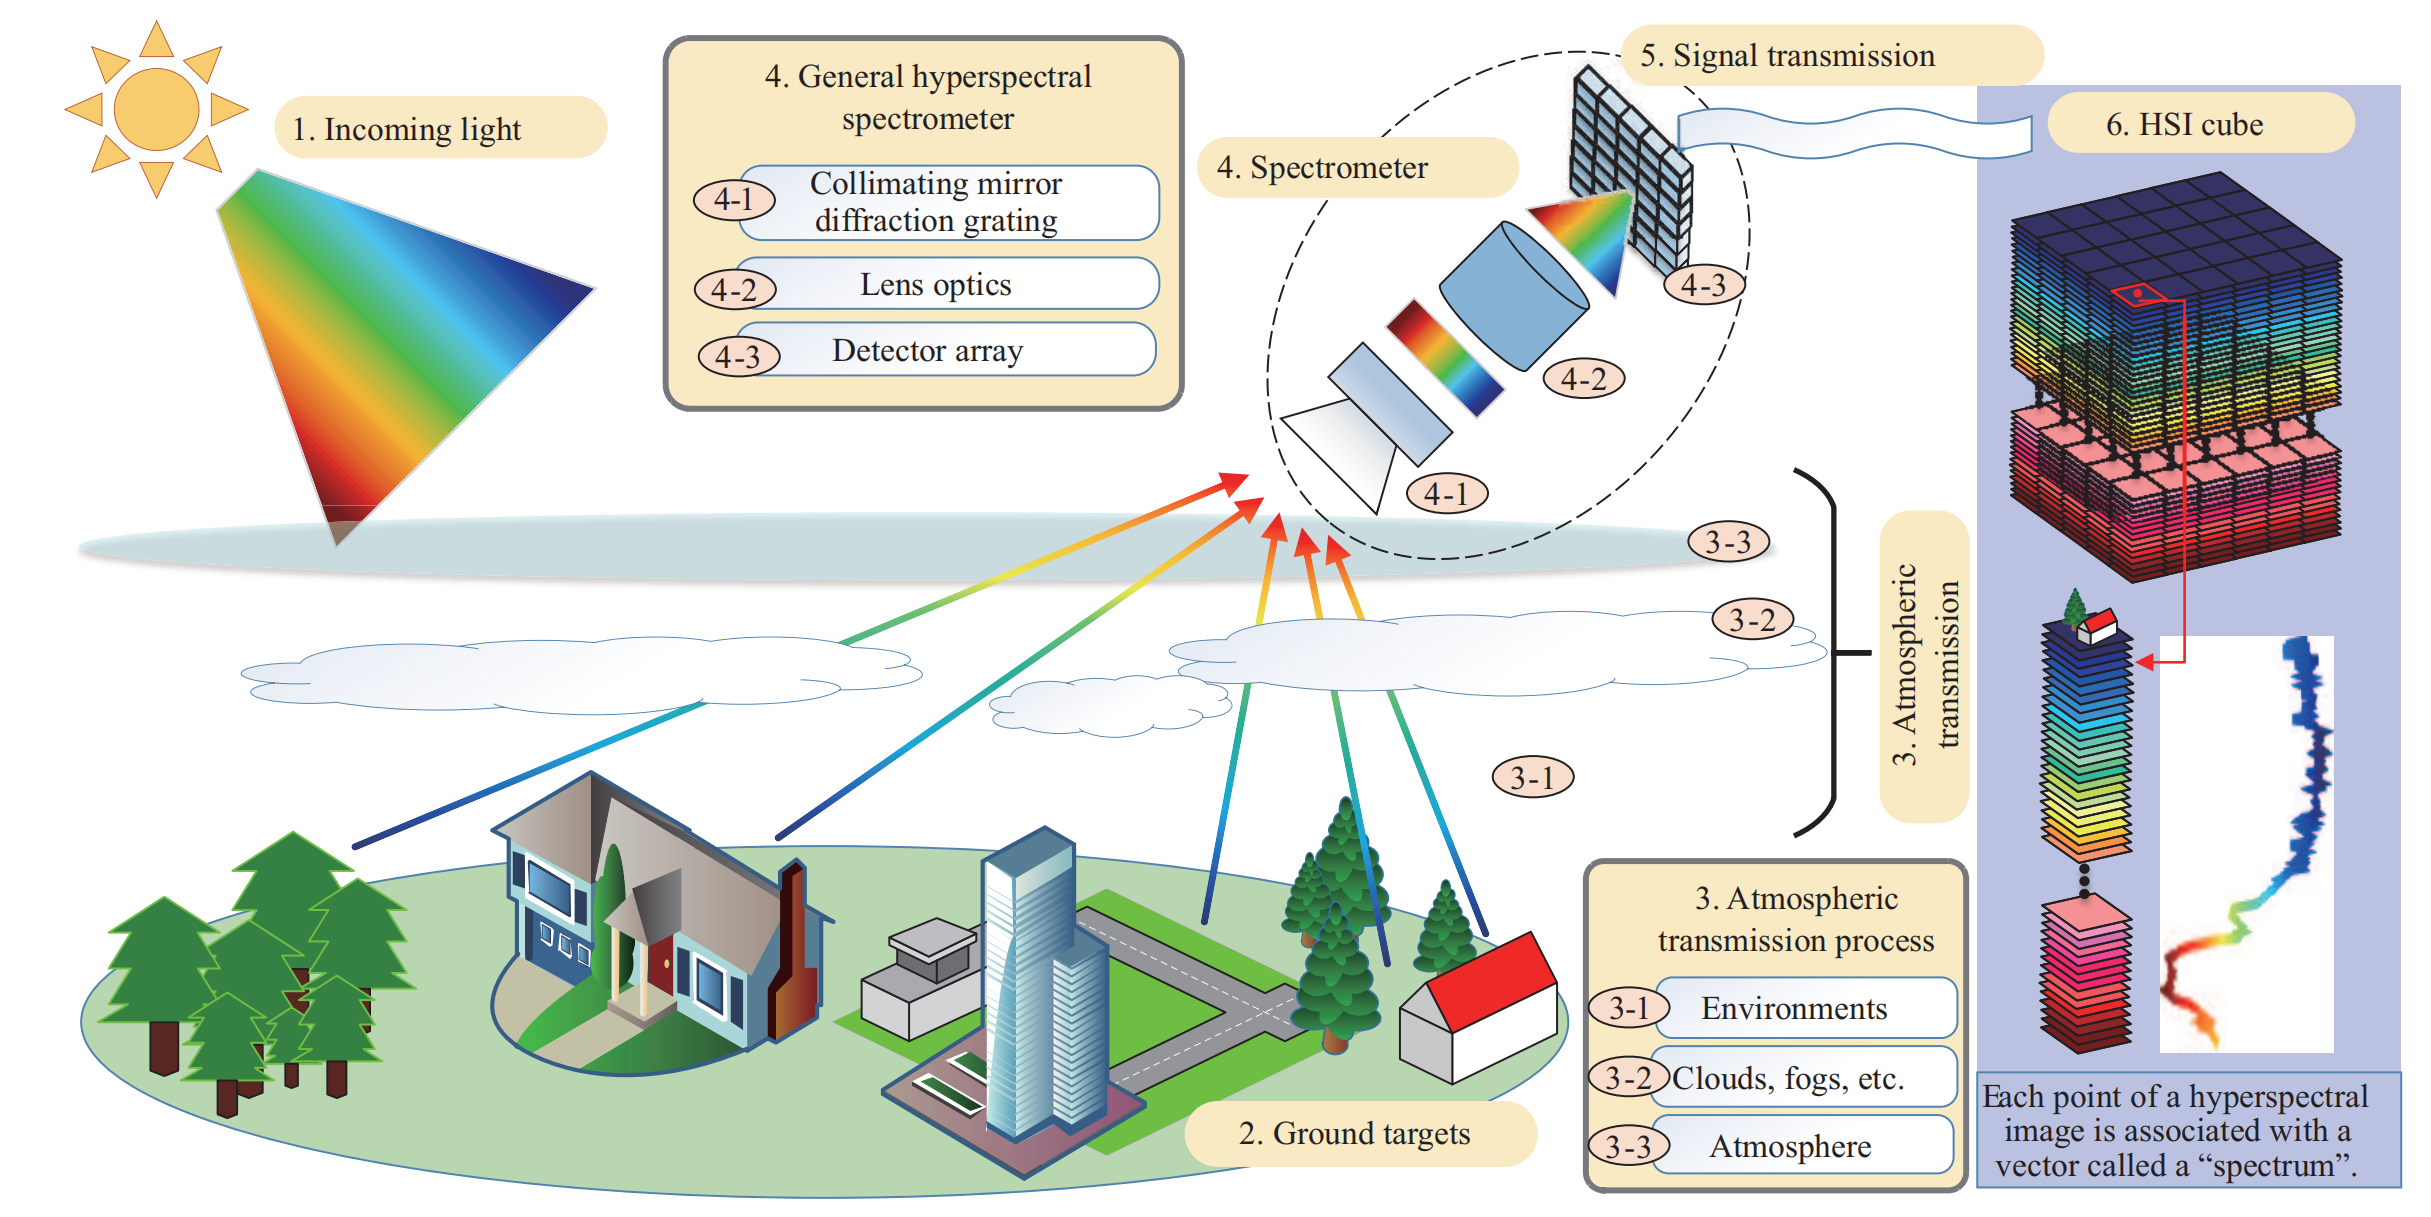 1. Incoming light
4. General hyperspectral
spectrometer
4-1
Collimating mirror
diffraction grating
4-2
Lens optics
4-3
Detector array
5. Signal transmission
4. Spectrometer
4-3
4-2
4-1
6. HSI cube
3-3
3-2
3-1
3. Atmospheric
transmission
2. Ground targets
3. Atmospheric
transmission process
3-1
Environments
3-2
Clouds, fogs, etc.
3-3
Atmosphere
Each point of a hyperspectral
image is associated with a
vector called a “spectrum”.